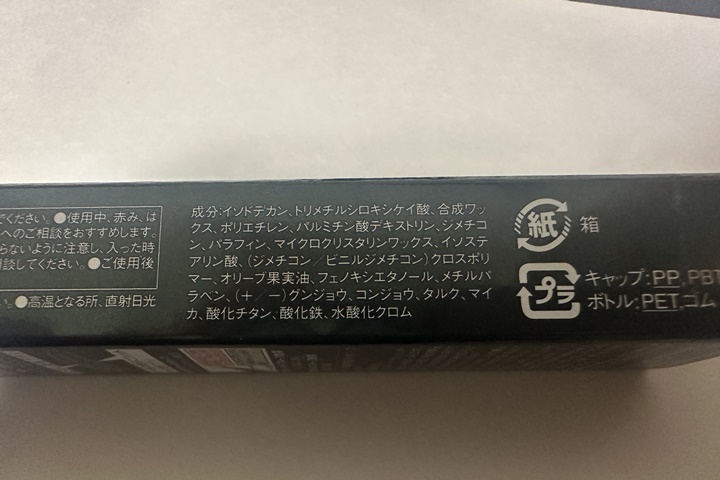 でください。●使用中、赤み、は
へのご相談をおすすめします。
らないように注意し、入った時
談してください。●ご使用後
い。●高温となる所、直射日光
成分:イソドデカン、トリメチルシロキシケイ酸、合成ワッ
クス、ポリエチレン、パルミチン酸デキストリン、ジメチコ
ン、パラフィン、マイクロクリスタリンワックス、イソステ
アリン酸、(ジメチコン/ビニルジメチコン)クロスポリ
マー、オリーブ果実油、フェノキシエタノール、メチルパ
ラベン、(+/-)グンジョウ、コンジョウ、タルク、マイ
カ、酸化チタン、酸化鉄、水酸化クロム
紙 箱
プラ
キャップ:PP,PBT
ボトル:PET,ゴム